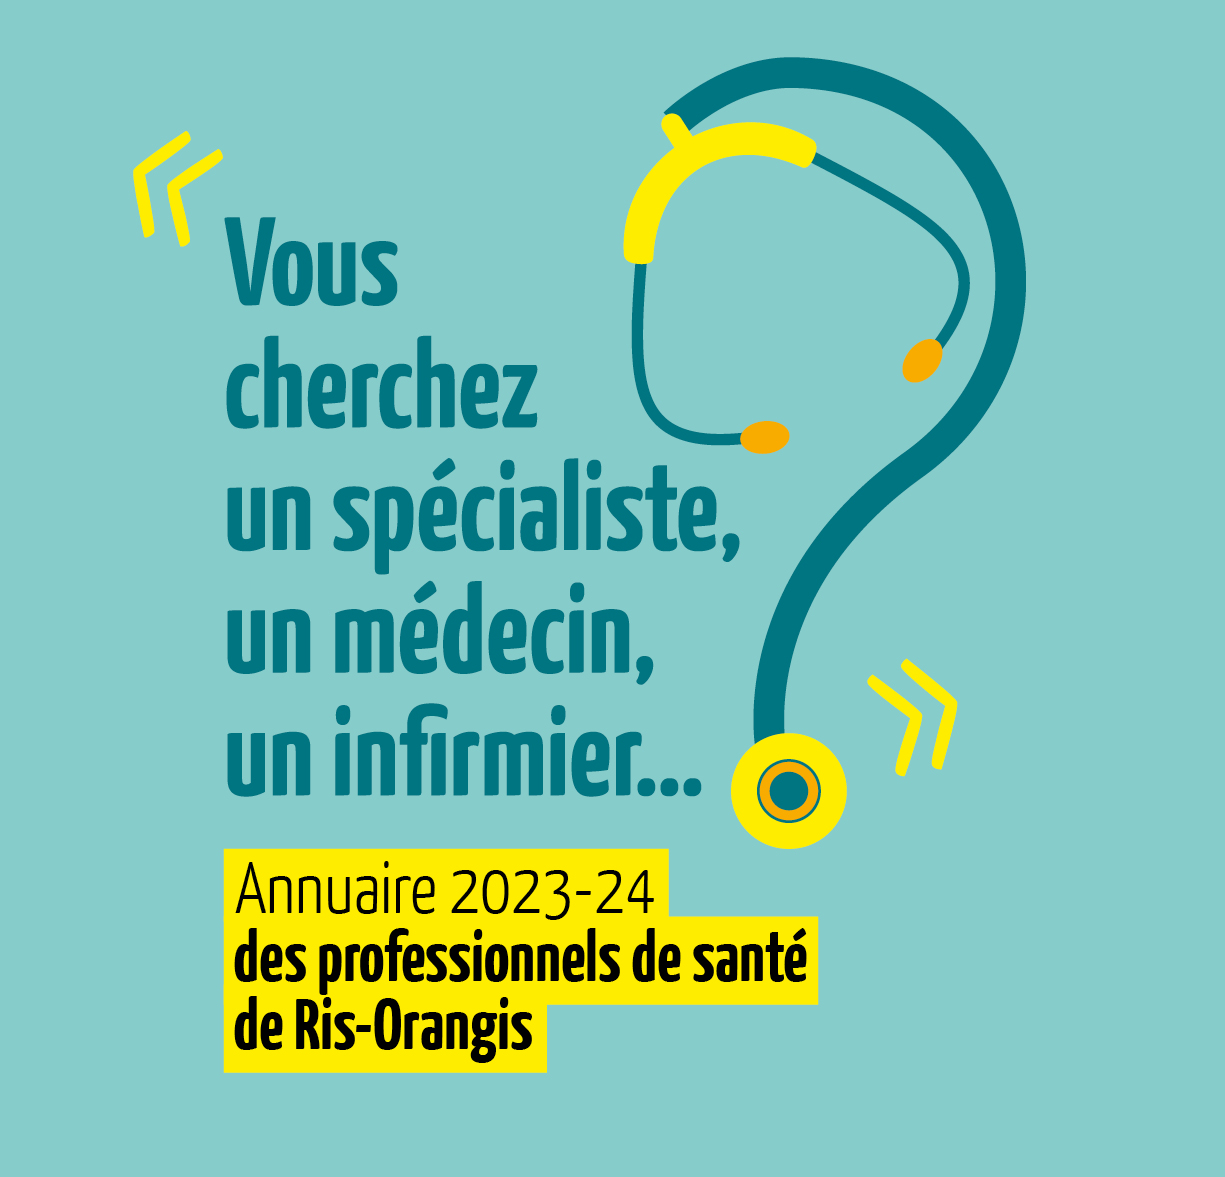 « Vous
cherchez
un spécialiste,
un médecin,
un infirmier... »
Annuaire 2023-24
des professionnels de santé
de Ris-Orangis